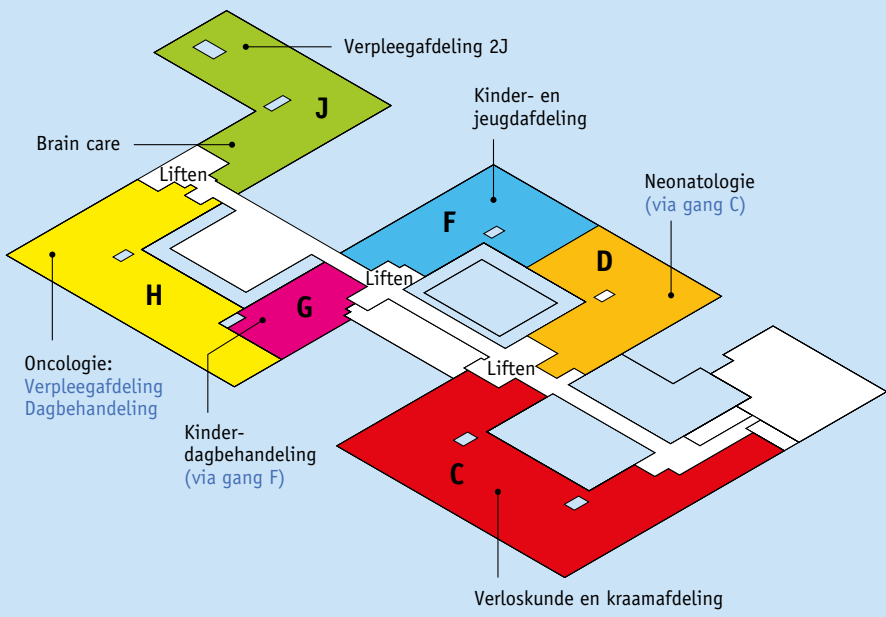 Verpleegafdeling 2J
J
Brain care
Liften
Kinder- en
jeugdafdeling
Neonatologie
(via gang C)
F
D
Liften
H
G
Oncologie:
Verpleegafdeling
Dagbehandeling
Liften
Kinder-
dagbehandeling
(via gang F)
C
Verloskunde en kraamafdeling